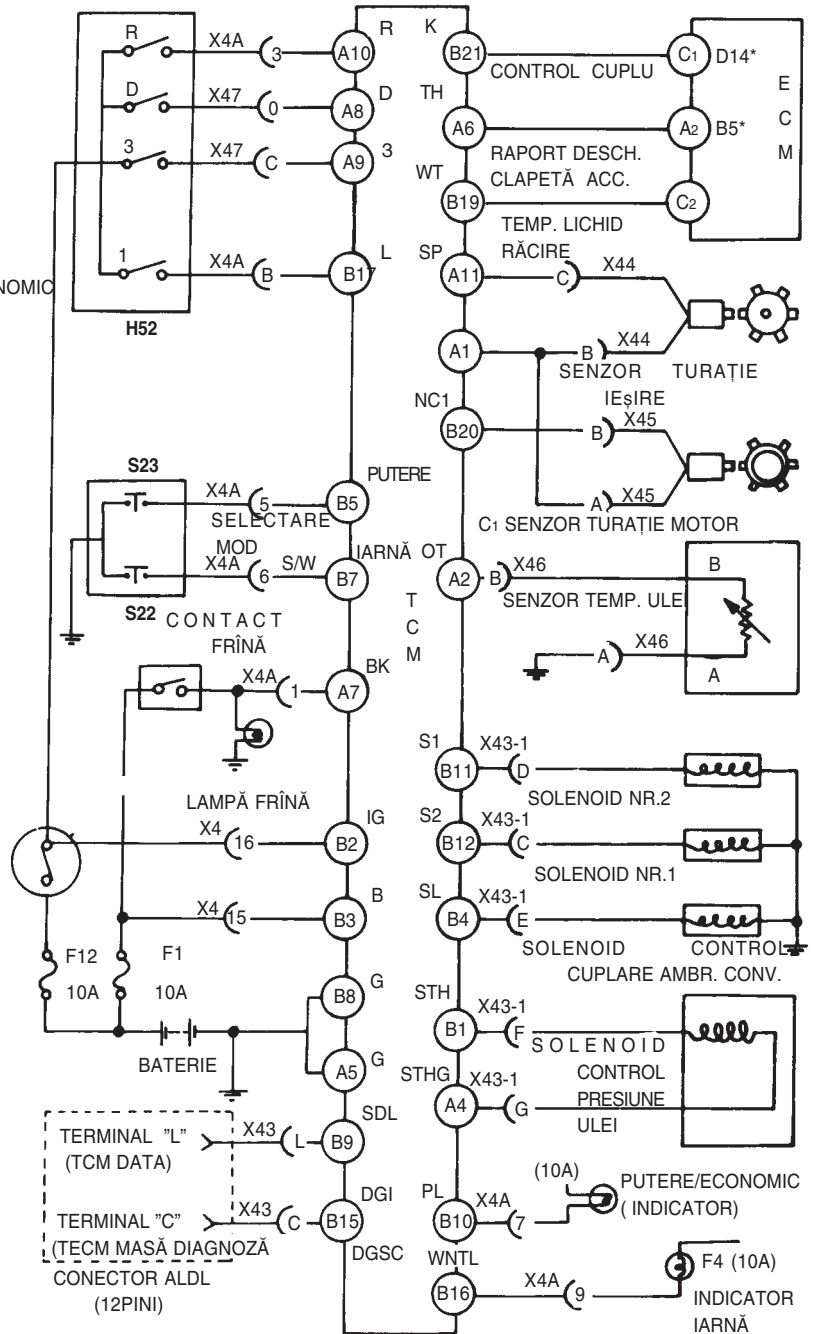 R
X4A
3
A10
R
K
B21
CONTROL CUPLU
C1
D14*
D
X47
0
A8
D
TH
A6
RAPORT DESCH.
CLAPETĂ ACC.
A2
B5*
E
C
M
3
X47
C
A9
3
WT
B19
TEMP. LICHID
RĂCIRE
C2
1
X4A
B
B17
L
SP
A11
C
X44
NOMIC
H52
A1
B
X44
SENZOR TURAȚIE
IEșIRE
NC1
B20
B
X45
A
X45
C1 SENZOR TURAȚIE MOTOR
S23
X4A
5
B5
PUTERE
SELECTARE
MOD
X4A
6
S/W
B7
IARNĂ
S22
OT
A2
B
X46
SENZOR TEMP. ULEI
B
A
X46
A
T
C
M
CONTACT
FRÎNĂ
X4A
1
A7
BK
LAMPĂ FRÎNĂ
S1
B11
X43-1
D
SOLENOID NR.2
IG
X4
16
B2
S2
B12
X43-1
C
SOLENOID NR.1
B
X4
15
B3
SL
B4
X43-1
E
SOLENOID CONTROL
CUPLARE AMBR. CONV.
F12
10A
F1
10A
BATERIE
B8
G
A5
G
STH
B1
X43-1
F
SOLENOID
CONTROL
PRESIUNE
ULEI
STHG
A4
X43-1
G
TERMINAL "L"
(TCM DATA)
X43
L
B9
SDL
TERMINAL "C"
(TECM MASĂ DIAGNOZĂ
X43
C
B15
DGI
DGSC
CONECTOR ALDL
(12PINI)
PL
B10
X4A
7
(10A)
PUTERE/ECONOMIC
( INDICATOR)
WNTL
B16
X4A
9
F4 (10A)
INDICATOR
IARNĂ